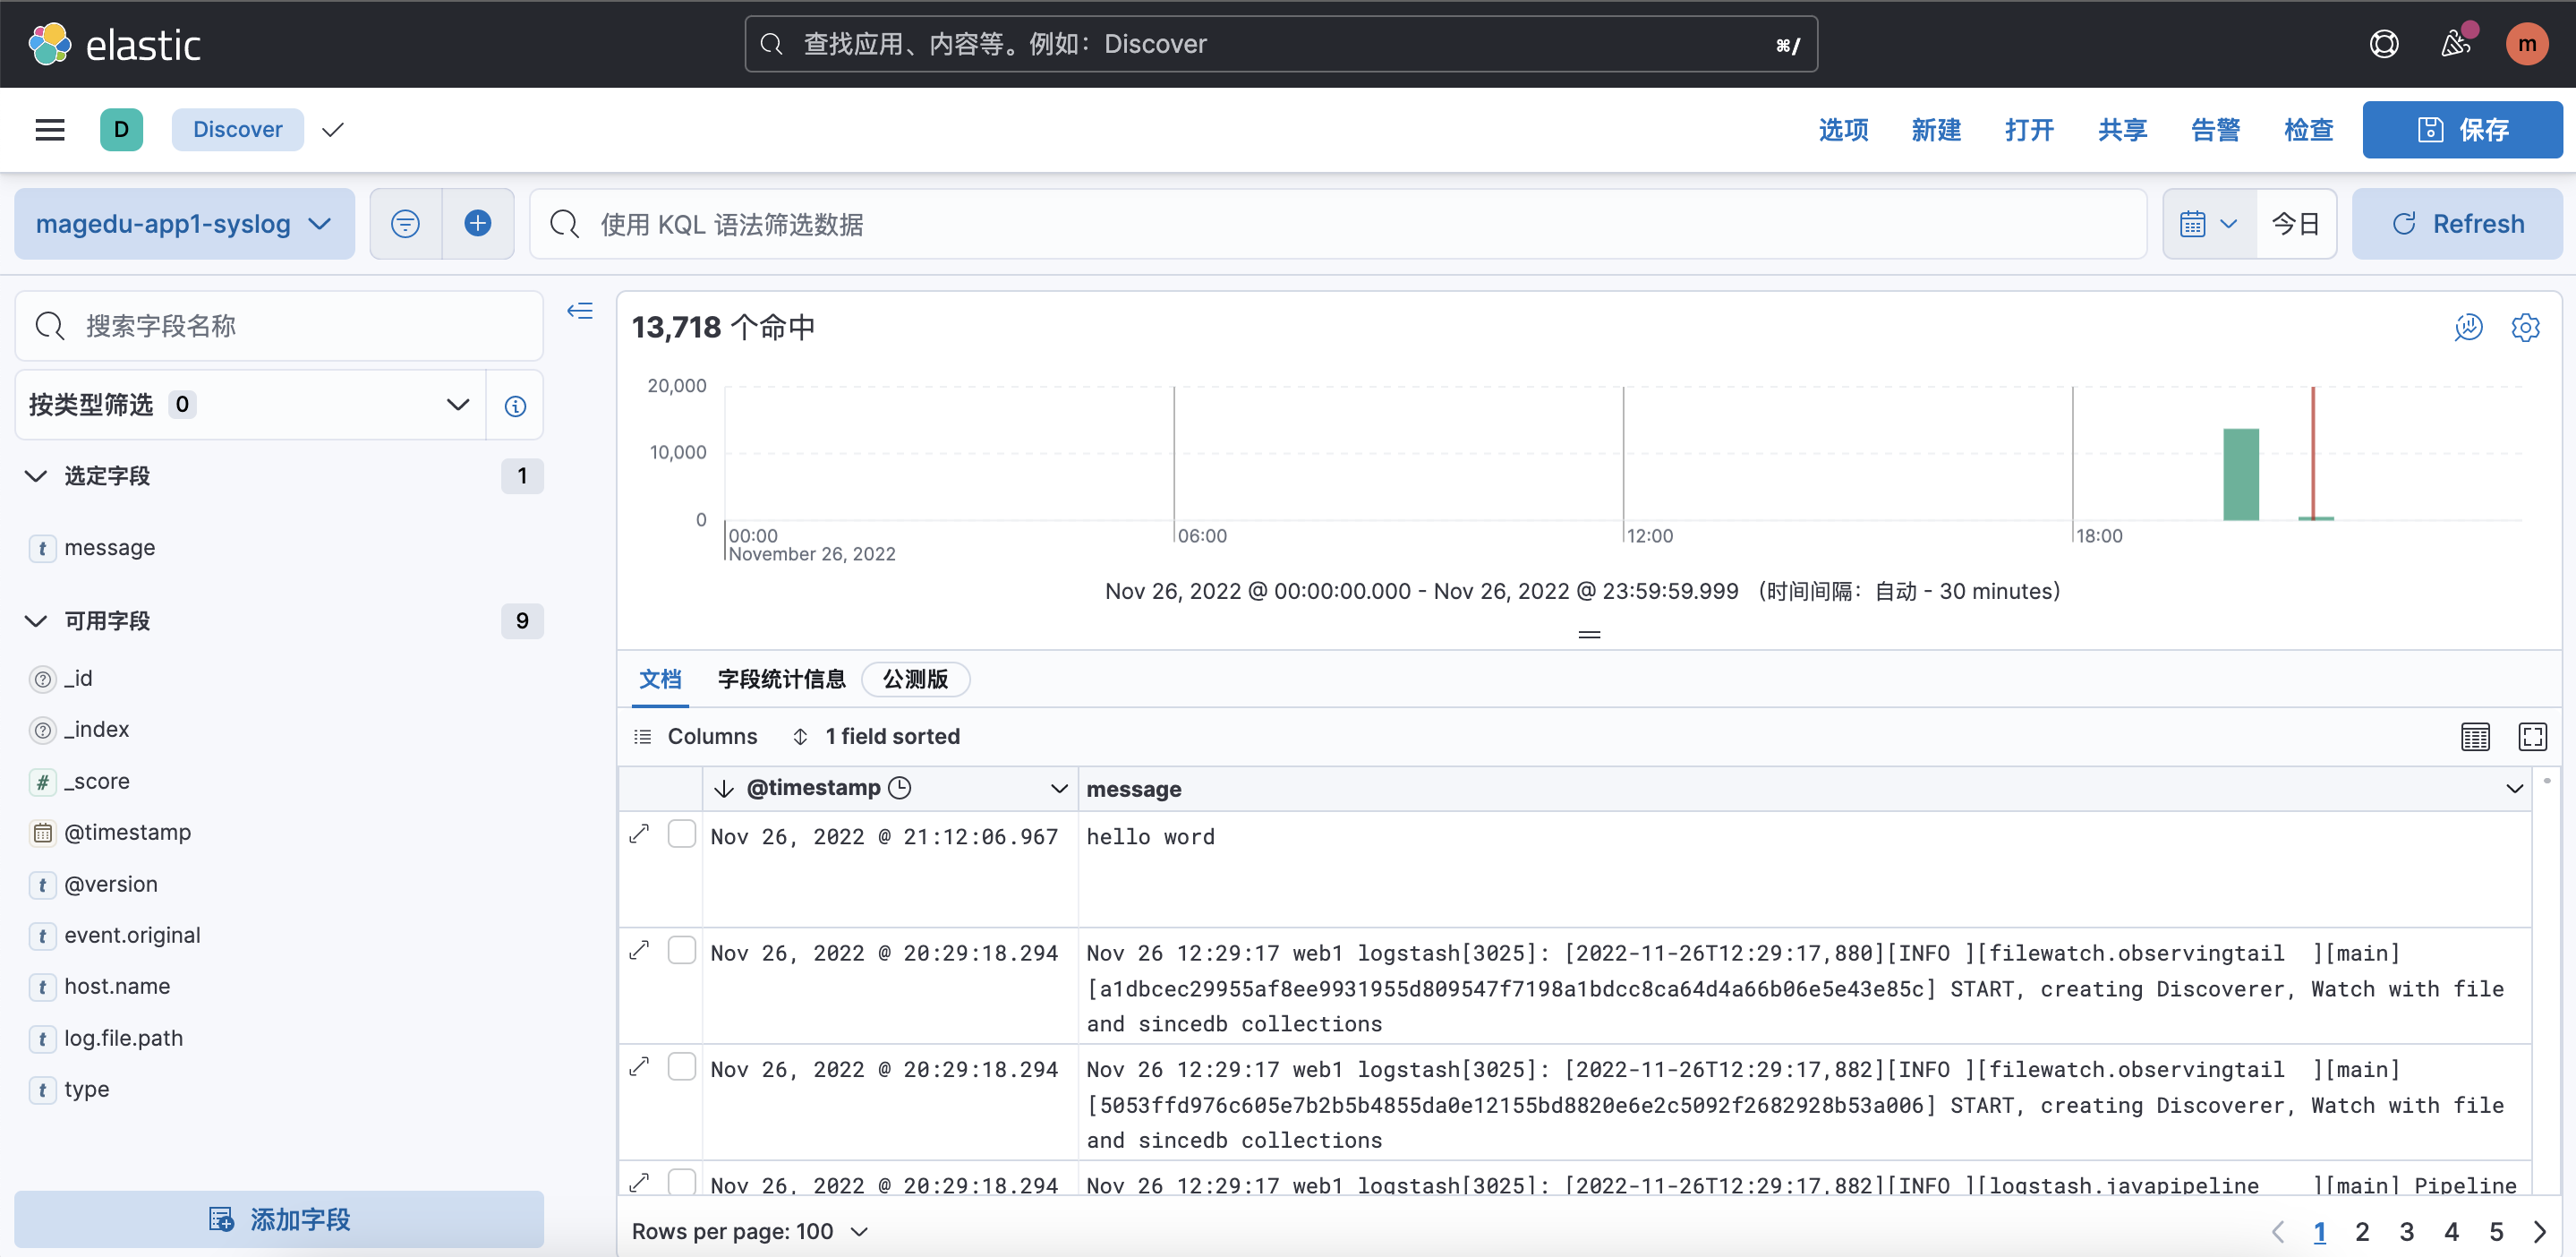 elastic
查找应用、内容等。例如：Discover
⌘/
m
D
Discover
选项
新建
打开
共享
告警
检查
保存
magedu-app1-syslog
使用 KQL 语法筛选数据
今日
Refresh
搜索字段名称
按类型筛选 0
选定字段 1
t message
可用字段 9
_id
_index
# _score
@timestamp
t @version
t event.original
t host.name
t log.file.path
t type
添加字段
13,718 个命中
20,000
10,000
0
00:00
November 26, 2022
06:00
12:00
18:00
Nov 26, 2022 @ 00:00:00.000 - Nov 26, 2022 @ 23:59:59.999 （时间间隔：自动 - 30 minutes）
文档 字段统计信息 公测版
Columns 1 field sorted
@timestamp message
Nov 26, 2022 @ 21:12:06.967 hello word
Nov 26, 2022 @ 20:29:18.294 Nov 26 12:29:17 web1 logstash[3025]: [2022-11-26T12:29:17,880][INFO ][filewatch.observingtail  ][main]
[a1dbcec29955af8ee9931955d809547f7198a1bdcc8ca64d4a66b06e5e43e85c] START, creating Discoverer, Watch with file
and sincedb collections
Nov 26, 2022 @ 20:29:18.294 Nov 26 12:29:17 web1 logstash[3025]: [2022-11-26T12:29:17,882][INFO ][filewatch.observingtail  ][main]
[5053ffd976c605e7b2b5b4855da0e12155bd8820e6e2c5092f2682928b53a006] START, creating Discoverer, Watch with file
and sincedb collections
Nov 26, 2022 @ 20:29:18.294 Nov 26 12:29:17 web1 logstash[3025]: [2022-11-26T12:29:17,882][INFO ][logstash.javapipeline    ][main] Pipeline
Rows per page: 100
1 2 3 4 5